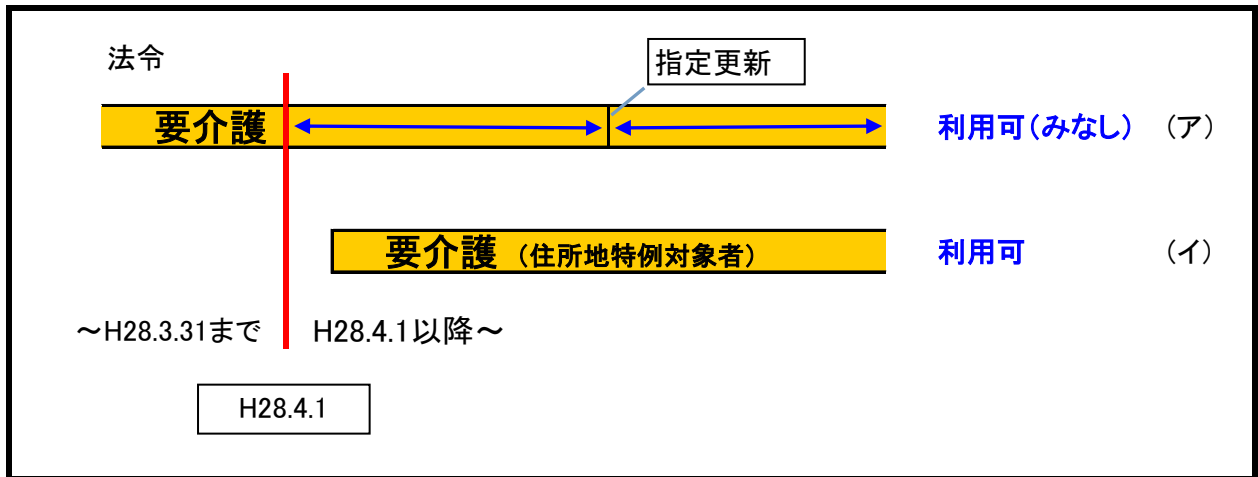 法令
指定更新
要介護
利用可(みなし) (ア)
要介護 (住所地特例対象者)
利用可 (イ)
～H28.3.31まで H28.4.1以降～
H28.4.1